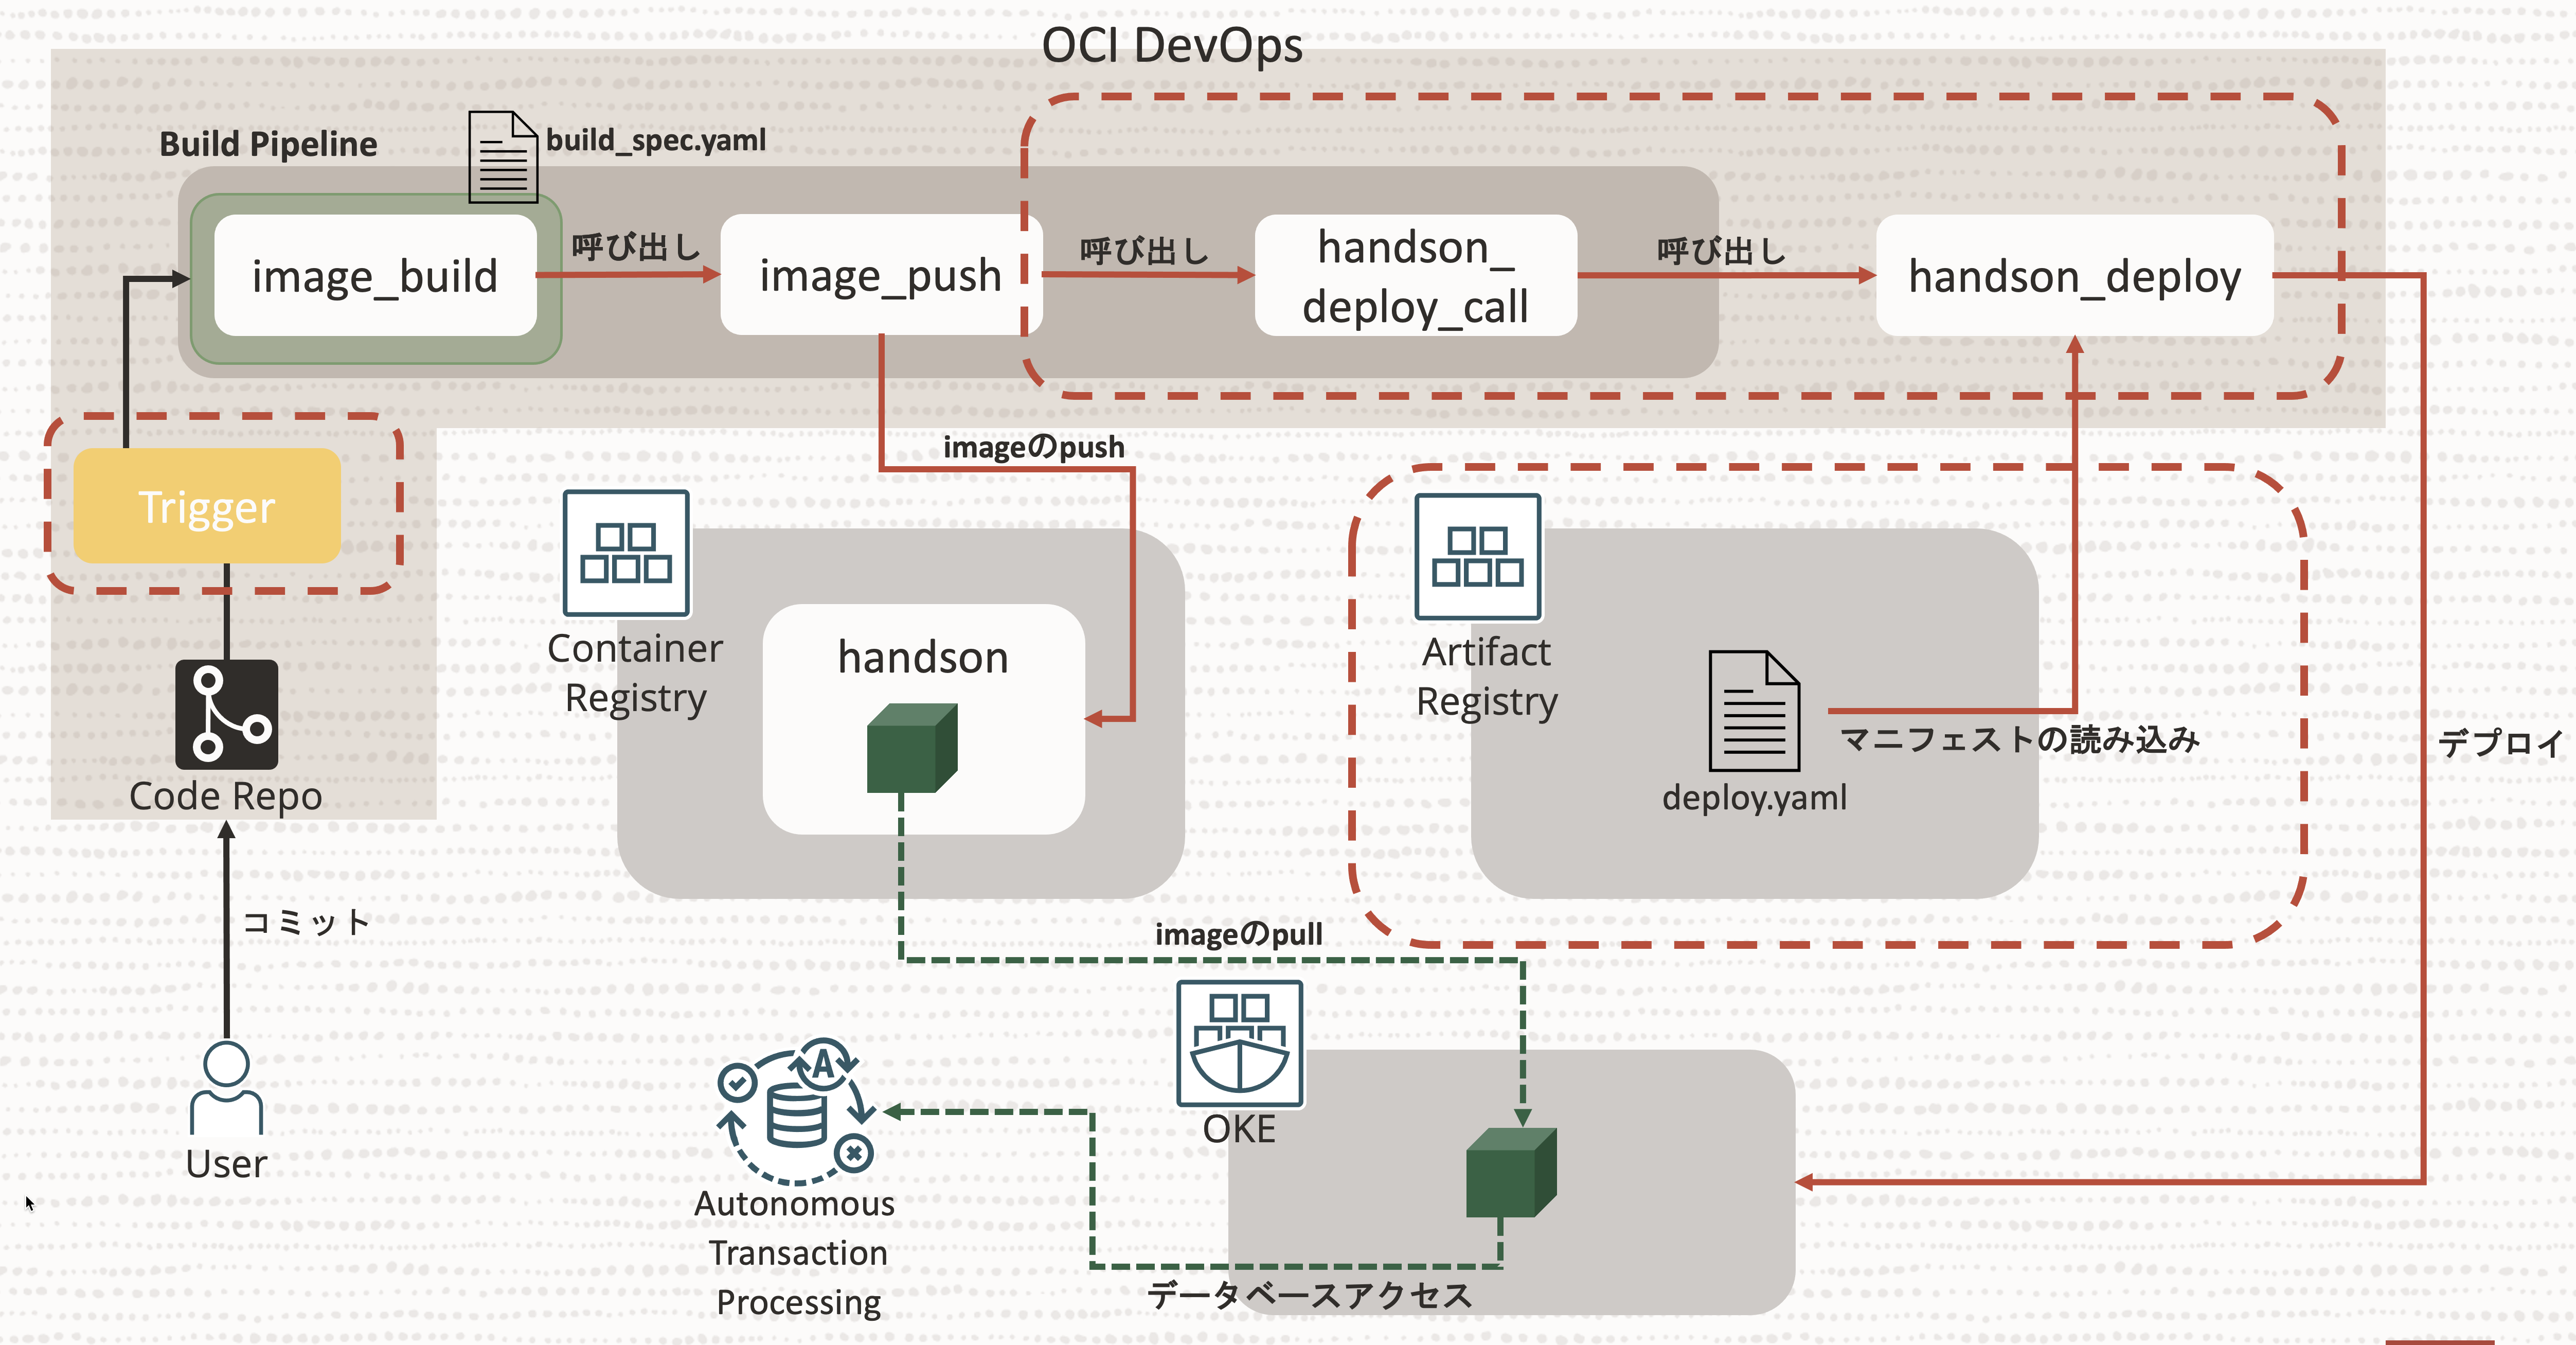 OCI DevOps
Build Pipeline
build_spec.yaml
image_build
呼び出し
image_push
呼び出し
handson_
deploy_call
呼び出し
handson_deploy
Trigger
imageのpush
Container
Registry
handson
Artifact
Registry
deploy.yaml
マニフェストの読み込み
デプロイ
Code Repo
コミット
imageのpull
User
OKE
Autonomous
Transaction
Processing
データベースアクセス